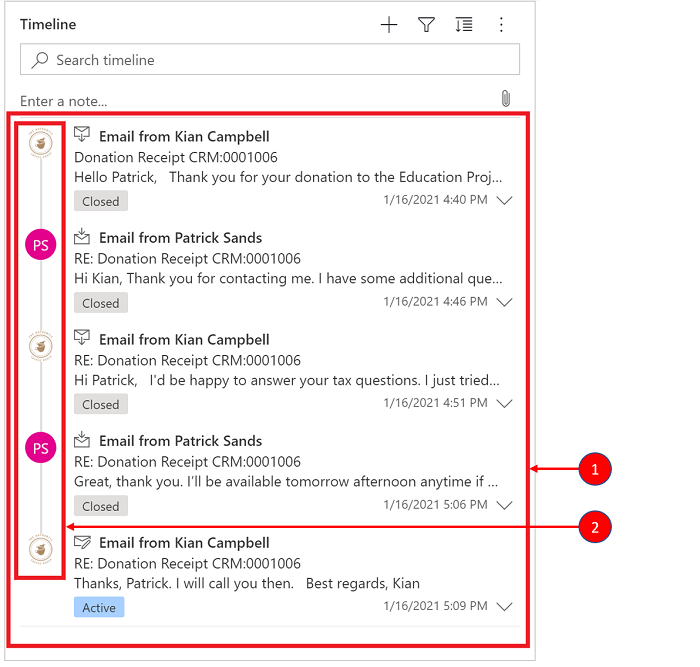 Timeline
Search timeline
Enter a note...
Email from Kian Campbell
Donation Receipt CRM:0001006
Hello Patrick,   Thank you for your donation to the Education Proj...
Closed
1/16/2021 4:40 PM
PS
Email from Patrick Sands
RE: Donation Receipt CRM:0001006
Hi Kian, Thank you for contacting me. I have some additional que...
Closed
1/16/2021 4:46 PM
Email from Kian Campbell
RE: Donation Receipt CRM:0001006
Hi Patrick,   I'd be happy to answer your tax questions. I just tried...
Closed
1/16/2021 4:51 PM
PS
Email from Patrick Sands
RE: Donation Receipt CRM:0001006
Great, thank you. I'll be available tomorrow afternoon anytime if ...
Closed
1/16/2021 5:06 PM
1
2
Email from Kian Campbell
RE: Donation Receipt CRM:0001006
Thanks, Patrick. I will call you then.   Best regards, Kian
Active
1/16/2021 5:09 PM